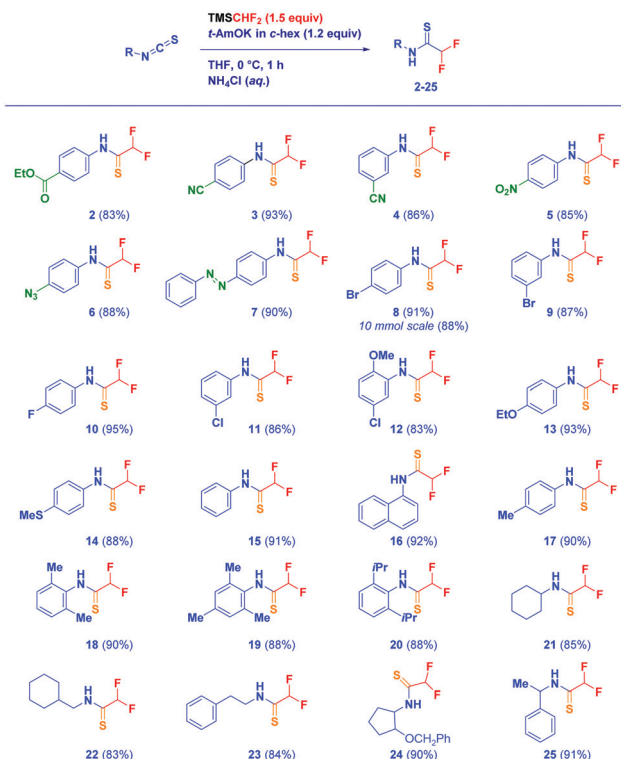 TMSCHF₂ (1.5 equiv)
t-AmOK in c-hex (1.2 equiv)
THF, 0 °C, 1 h
NH₄Cl (aq.)
R N C S
R N H S F F
2-25
EtO O H N S F F
NC H N S F F
CN H N S F F
O₂N H N S F F
2 (83%) 3 (93%) 4 (86%) 5 (85%)
N₃ H N S F F
N N H N S F F
Br H N S F F
Br H N S F F
6 (88%) 7 (90%) 8 (91%) 9 (87%)
10 mmol scale (88%)
F H N S F F
Cl H N S F F
OMe Cl H N S F F
EtO H N S F F
10 (95%) 11 (86%) 12 (83%) 13 (93%)
MeS H N S F F
H N S F F
S HN F F
Me H N S F F
14 (88%) 15 (91%) 16 (92%) 17 (90%)
Me Me H N S F F
Me Me Me H N S F F
iPr iPr H N S F F
H N S F F
18 (90%) 19 (88%) 20 (88%) 21 (85%)
H N S F F
H N S F F
S F F NH OCH₂Ph
Me H N S F F
22 (83%) 23 (84%) 24 (90%) 25 (91%)